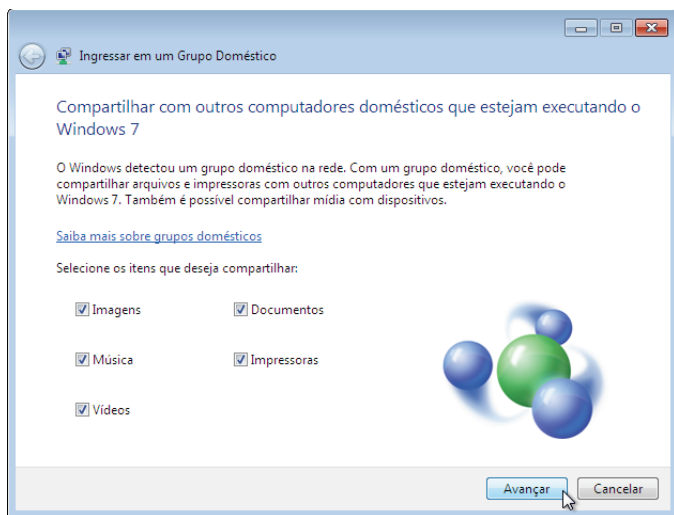 Ingressar em um Grupo Doméstico
Compartilhar com outros computadores domésticos que estejam executando o
Windows 7
O Windows detectou um grupo doméstico na rede. Com um grupo doméstico, você pode
compartilhar arquivos e impressoras com outros computadores que estejam executando o
Windows 7. Também é possível compartilhar mídia com dispositivos.
Saiba mais sobre grupos domésticos
Selecione os itens que deseja compartilhar:
Imagens Documentos
Música Impressoras
Vídeos
Avançar Cancelar